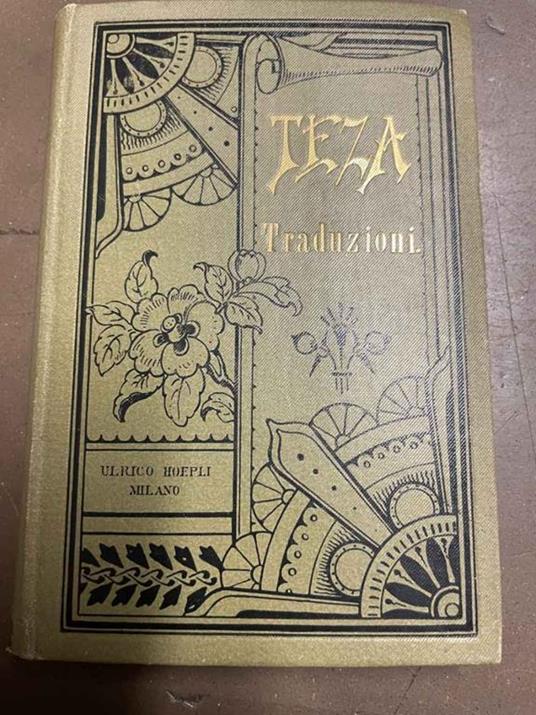 TEZA
Traduzioni.
ULRICO HOEPLI
MILANO